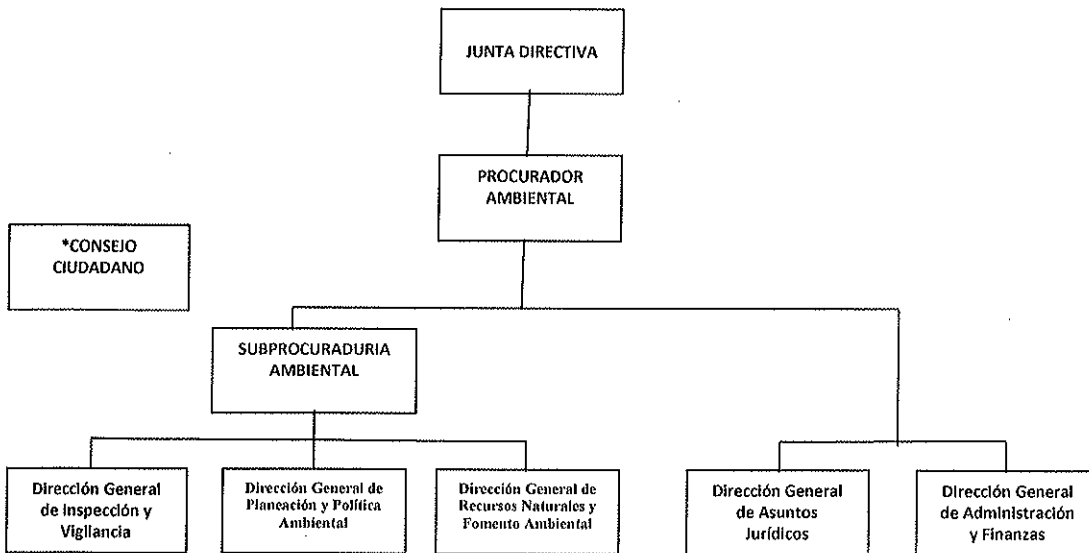 JUNTA DIRECTIVA
PROCURADOR
AMBIENTAL
*CONSEJO
CIUDADANO
SUBPROCURADURIA
AMBIENTAL
Dirección General
de Inspección y
Vigilancia
Dirección General de
Planeación y Política
Ambiental
Dirección General de
Recursos Naturales y
Fomento Ambiental
Dirección General
de Asuntos
Jurídicos
Dirección General
de Administración
y Finanzas